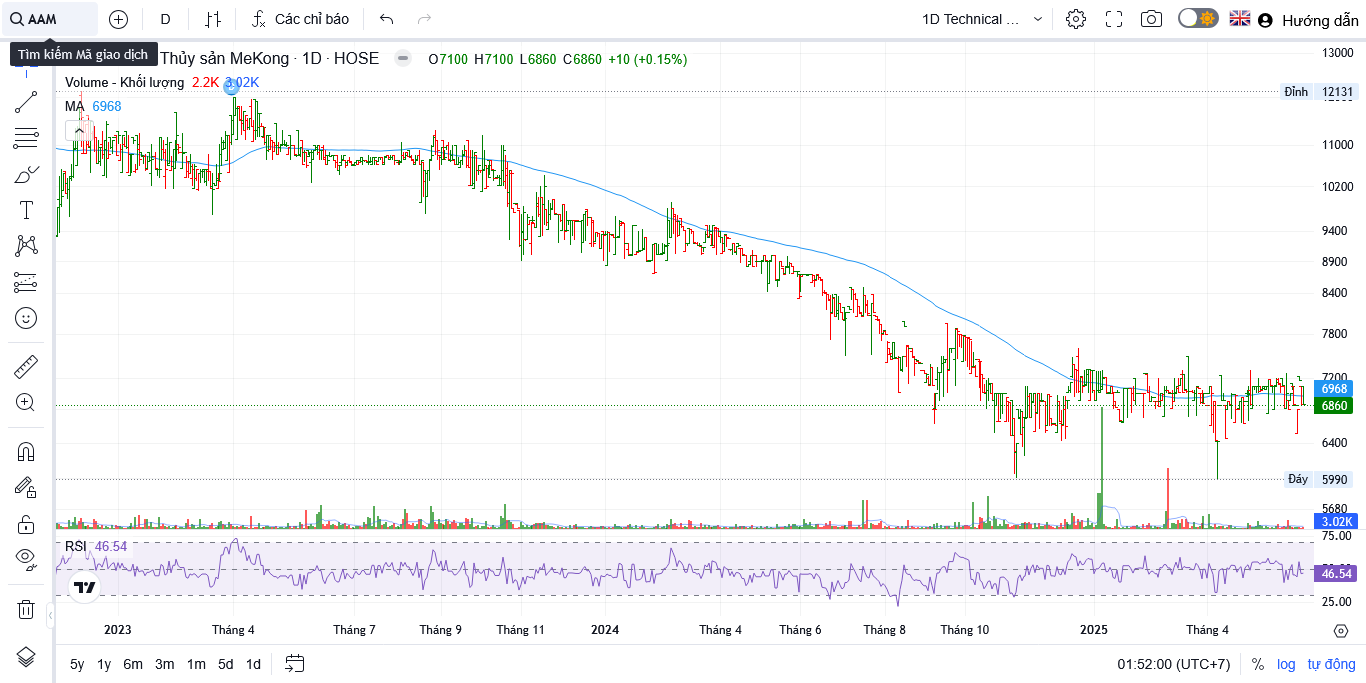 AAM
D
Các chỉ báo
1D Technical ...
Hướng dẫn
Tìm kiếm Mã giao dịch
Thủy sản MeKong · 1D · HOSE
O7100 H7100 L6860 C6860 +10 (+0.15%)
Volume - Khối lượng 2.2K 3.02K
MA 6968
13000
Đỉnh 12131
11000
10200
9400
8900
8400
7800
7200
6968
6860
6400
Đáy 5990
5680
3.02K
RSI 46.54
75.00
46.54
25.00
2023
Tháng 4
Tháng 7
Tháng 9
Tháng 11
2024
Tháng 4
Tháng 6
Tháng 8
Tháng 10
2025
Tháng 4
5y 1y 6m 3m 1m 5d 1d
01:52:00 (UTC+7)
% log tự động